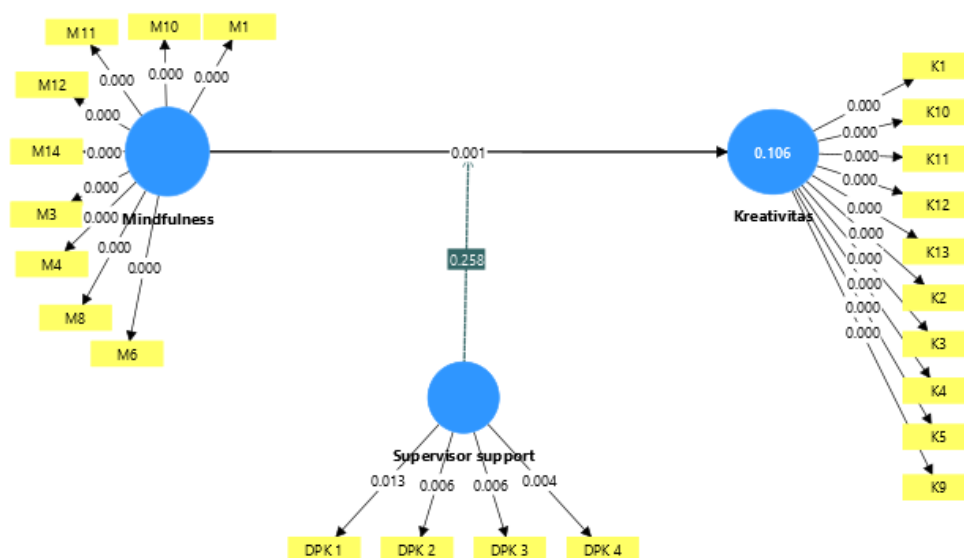 M11
M10
M1
M12
M14
M3
M4
M8
M6
0.000
0.000
0.000
0.000
0.000
0.000
0.000
0.000
0.000
Mindfulness
0.001
0.258
0.106
Kreativitas
K1
K10
K11
K12
K13
K2
K3
K4
K5
K9
0.000
0.000
0.000
0.000
0.000
0.000
0.000
0.000
0.000
0.000
Supervisor support
0.013
0.006
0.006
0.004
DPK 1
DPK 2
DPK 3
DPK 4